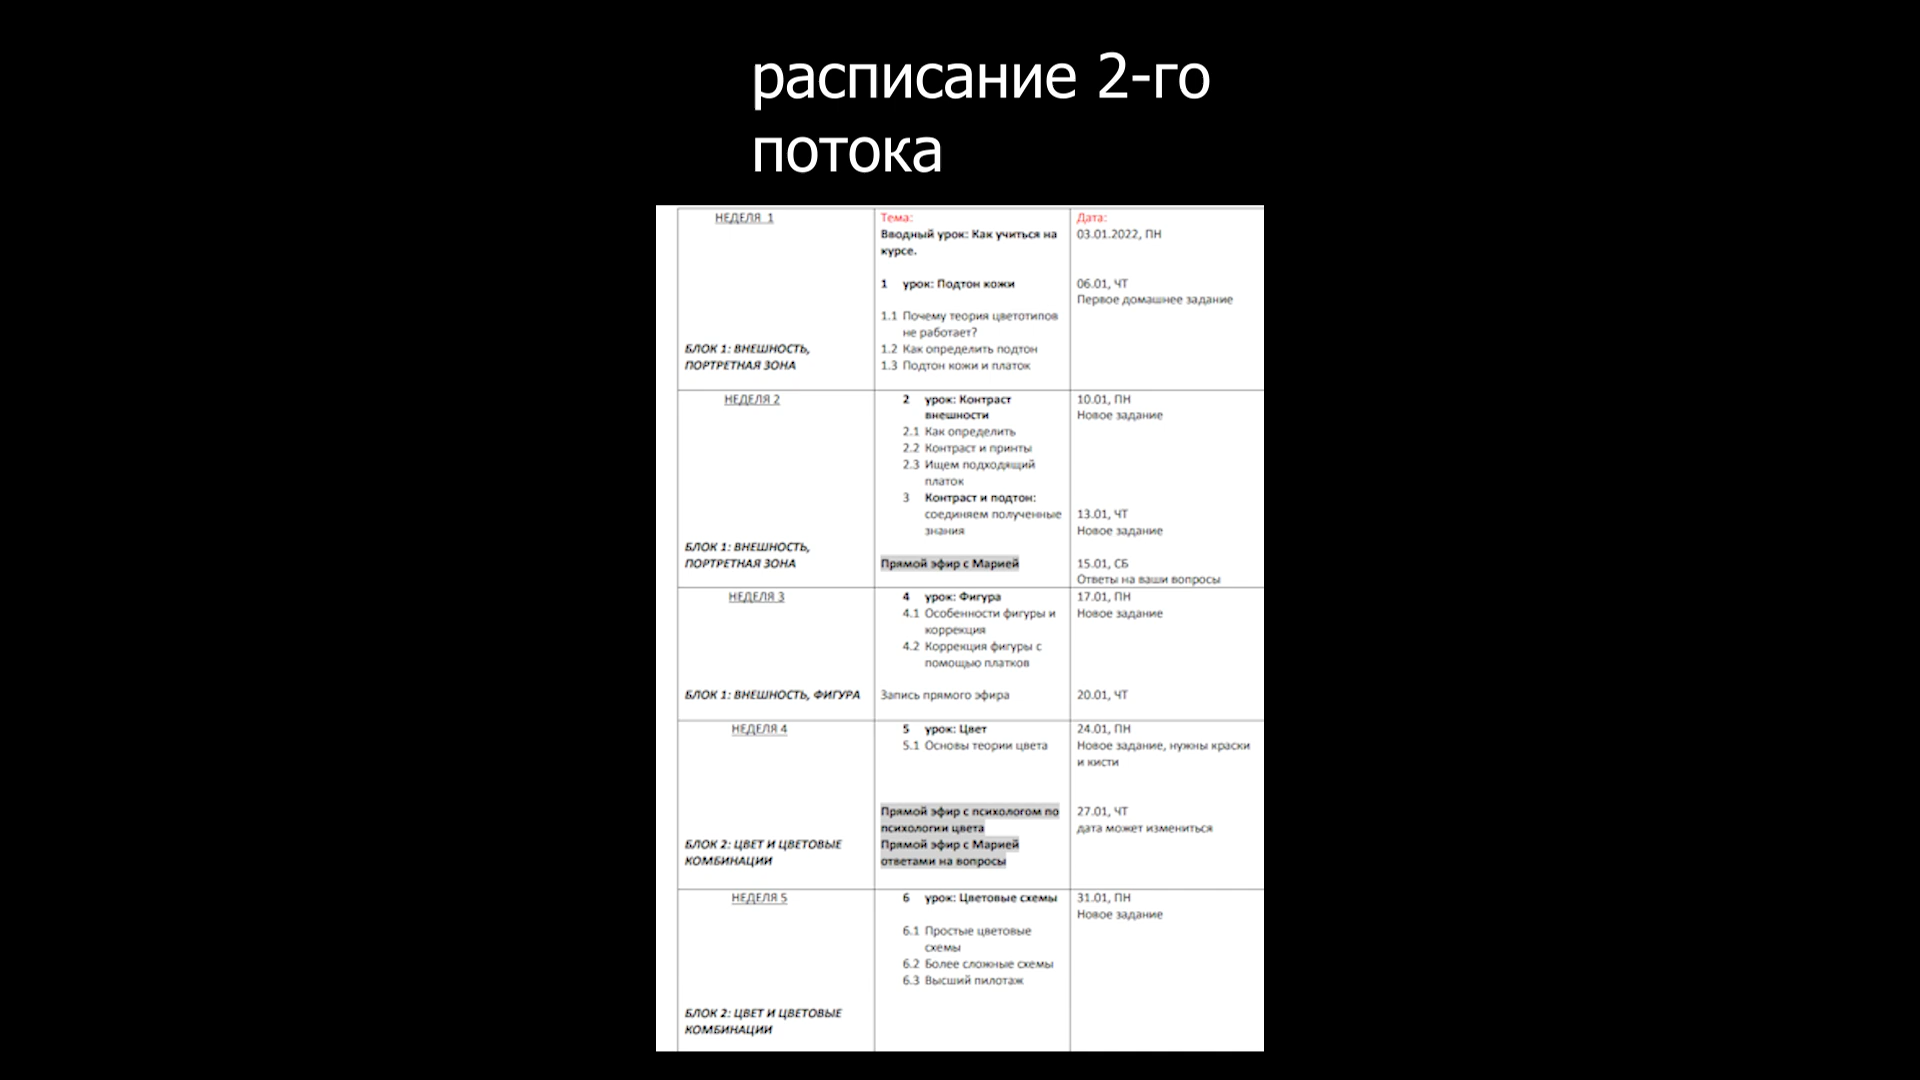 расписание 2-го
потока
НЕДЕЛЯ 1
БЛОК 1: ВНЕШНОСТЬ,
ПОРТРЕТНАЯ ЗОНА
Тема:
Вводный урок: Как учиться на
курсе.
1 урок: Подтон кожи
1.1 Почему теория цветотипов
не работает?
1.2 Как определить подтон
1.3 Подтон кожи и платок
Дата:
03.01.2022, ПН
06.01, ЧТ
Первое домашнее задание
НЕДЕЛЯ 2
БЛОК 1: ВНЕШНОСТЬ,
ПОРТРЕТНАЯ ЗОНА
2 урок: Контраст
внешности
2.1 Как определить
2.2 Контраст и принты
2.3 Ищем подходящий
платок
3 Контраст и подтон:
соединяем полученные
знания
Прямой эфир с Марией
10.01, ПН
Новое задание
13.01, ЧТ
Новое задание
15.01, СБ
Ответы на ваши вопросы
НЕДЕЛЯ 3
БЛОК 1: ВНЕШНОСТЬ, ФИГУРА
4 урок: Фигура
4.1 Особенности фигуры и
коррекция
4.2 Коррекция фигуры с
помощью платков
Запись прямого эфира
17.01, ПН
Новое задание
20.01, ЧТ
НЕДЕЛЯ 4
БЛОК 2: ЦВЕТ И ЦВЕТОВЫЕ
КОМБИНАЦИИ
5 урок: Цвет
5.1 Основы теории цвета
Прямой эфир с психологом по
психологии цвета
Прямой эфир с Марией
ответами на вопросы
24.01, ПН
Новое задание, нужны краски
и кисти
27.01, ЧТ
дата может измениться
НЕДЕЛЯ 5
БЛОК 2: ЦВЕТ И ЦВЕТОВЫЕ
КОМБИНАЦИИ
6 урок: Цветовые схемы
6.1 Простые цветовые
схемы
6.2 Более сложные схемы
6.3 Высший пилотаж
31.01, ПН
Новое задание